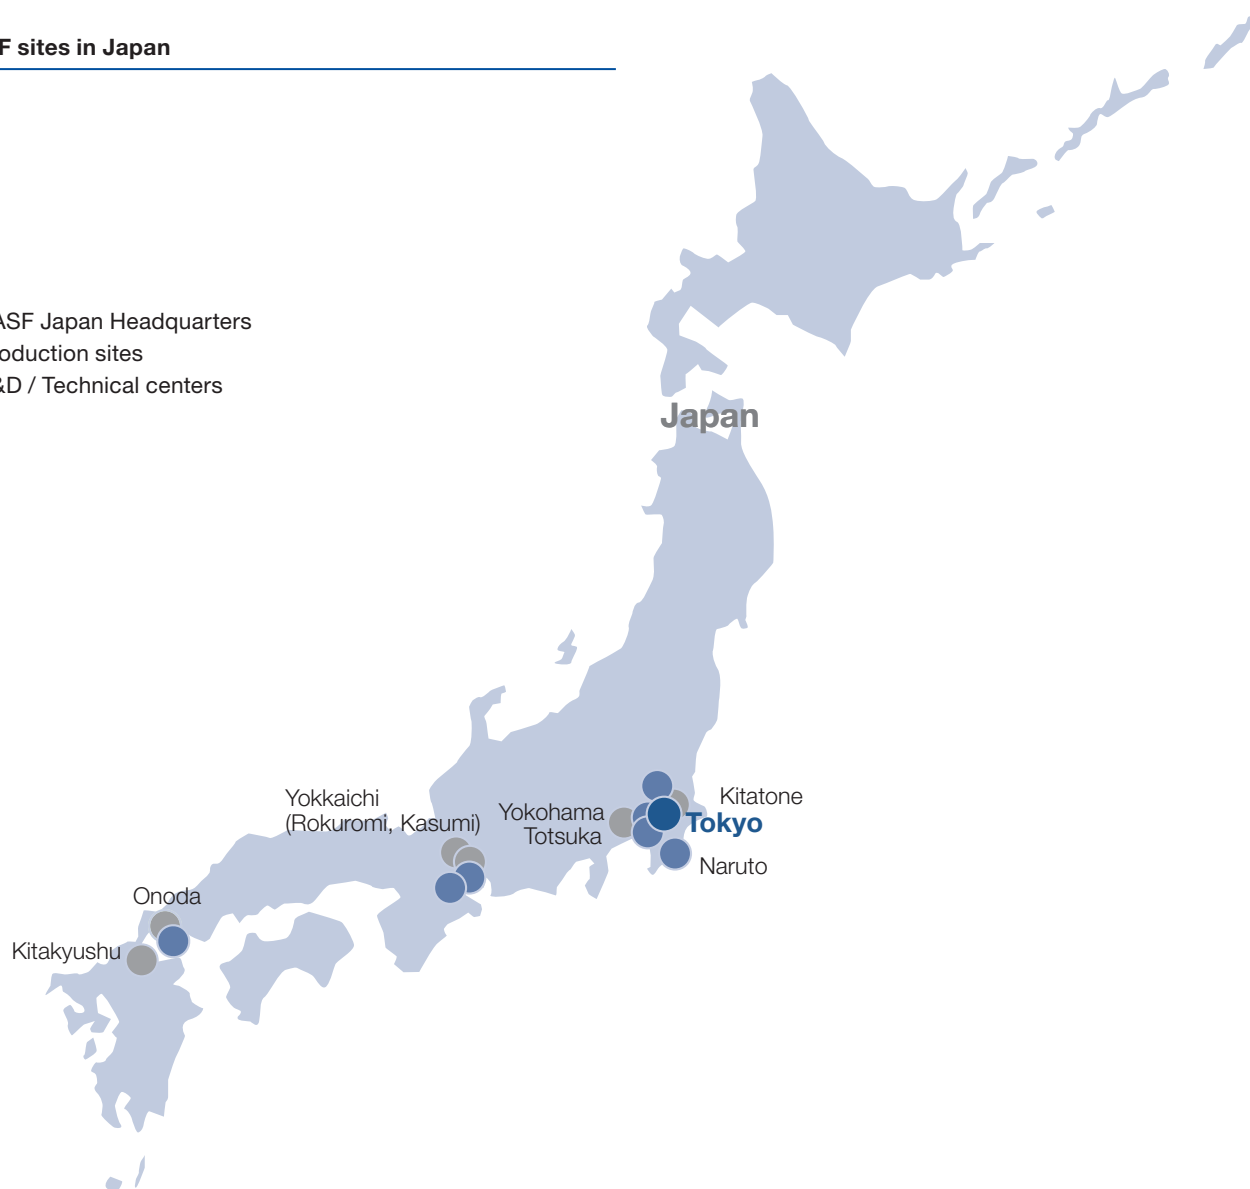 F sites in Japan
ASF Japan Headquarters
oduction sites
&D / Technical centers
Japan
Yokkaichi
(Rokuromi, Kasumi)
Yokohama
Totsuka
Kitatone
Tokyo
Naruto
Onoda
Kitakyushu